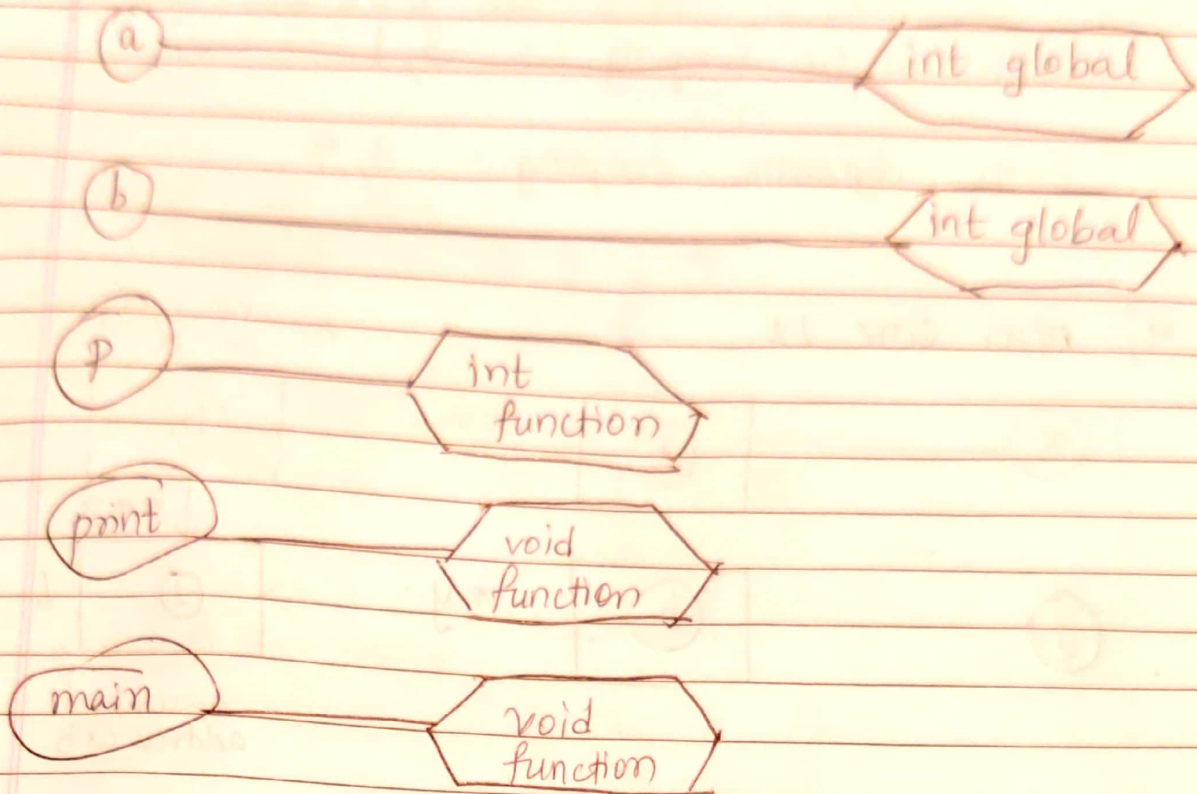 a int global
b int global
p int
function
print void
function
main void
function